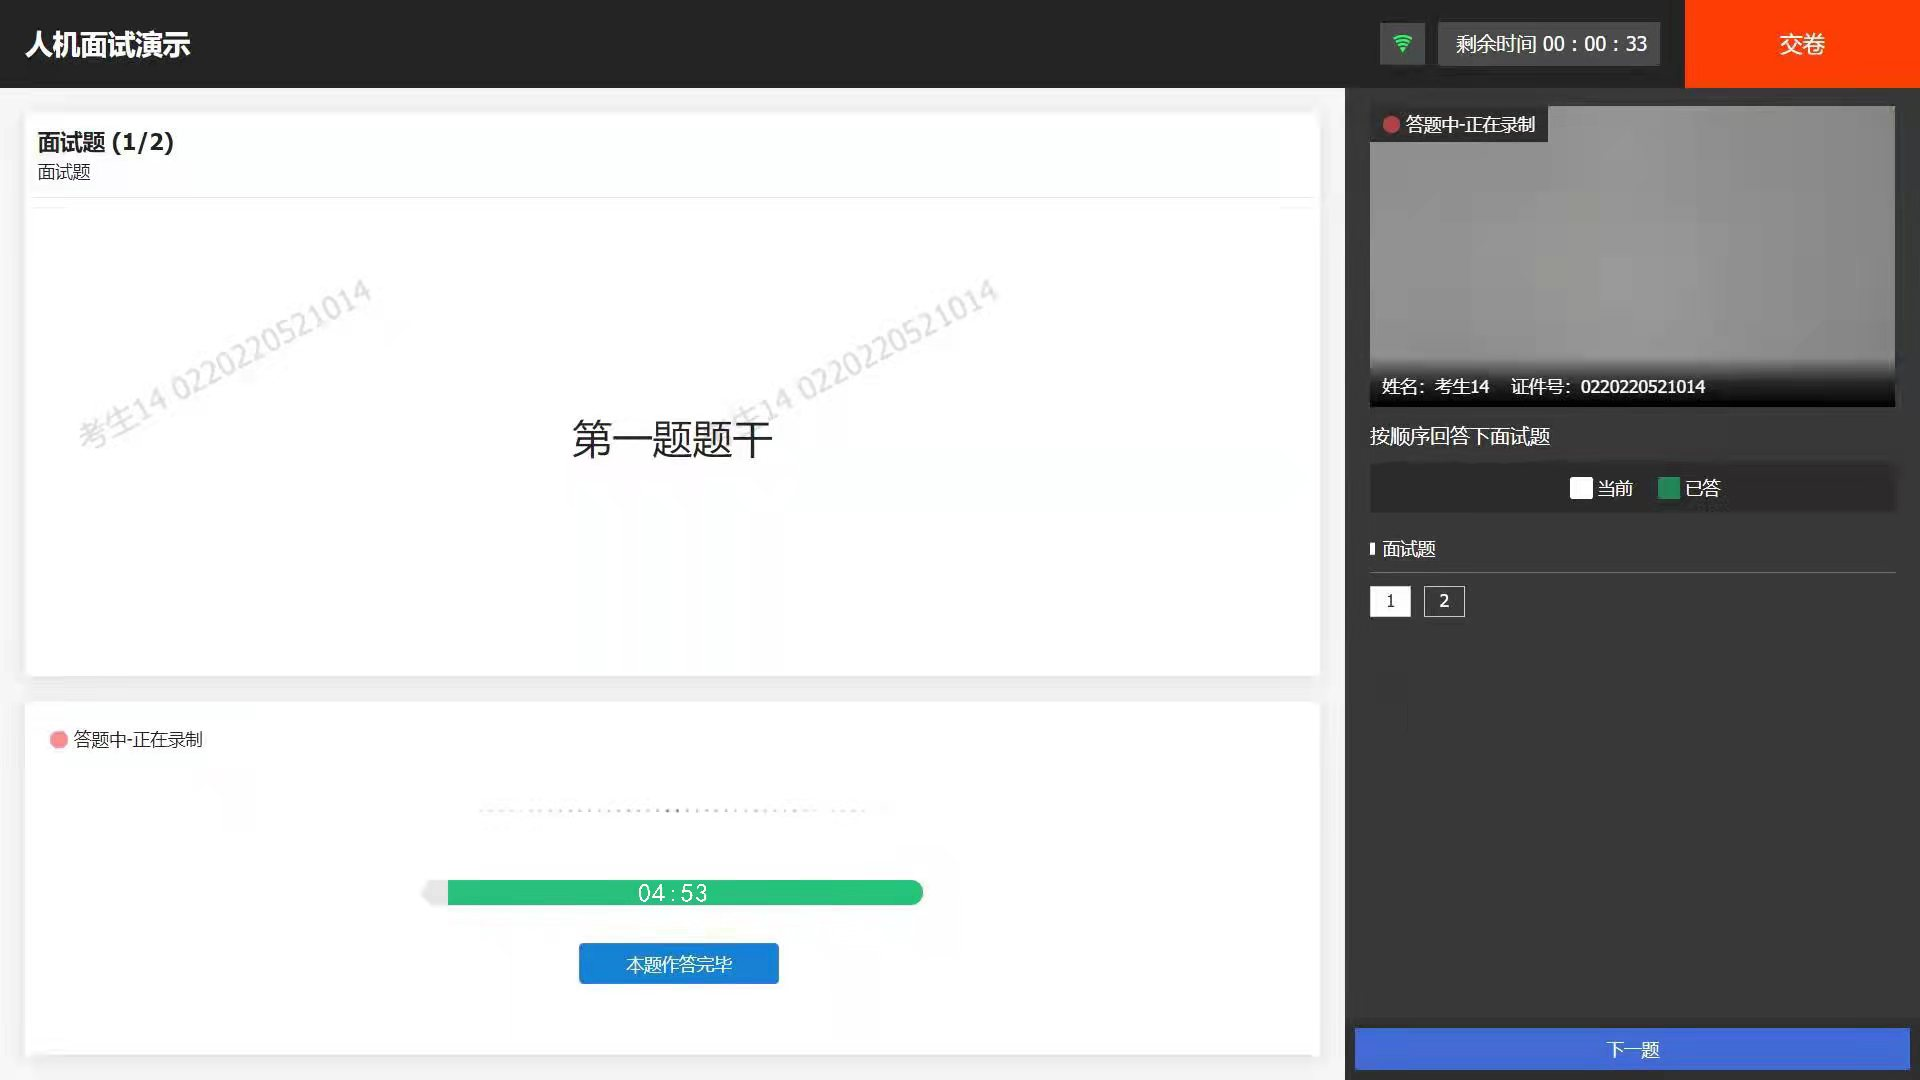 人机面试演示
剩余时间 00 : 00 : 33
交卷
面试题 (1/2)
面试题
考生14 0220220521014
考生14 0220220521014
第一题题干
答题中-正在录制
04:53
本题作答完毕
答题中-正在录制
姓名: 考生14 证件号: 0220220521014
按顺序回答下面试题
当前 已答
面试题
1 2
下一题